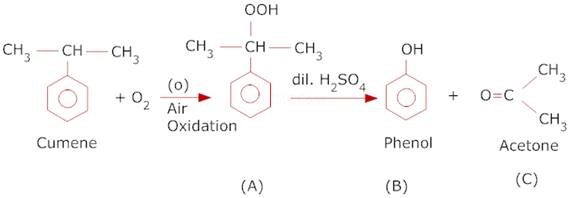 OOH
CH3 — CH — CH3
CH3 — CH — CH3
+ O2
(o)
Air
Oxidation
dil. H2SO4
OH
+
O=C
CH3
CH3
Cumene
Phenol
Acetone
(A)
(B)
(C)